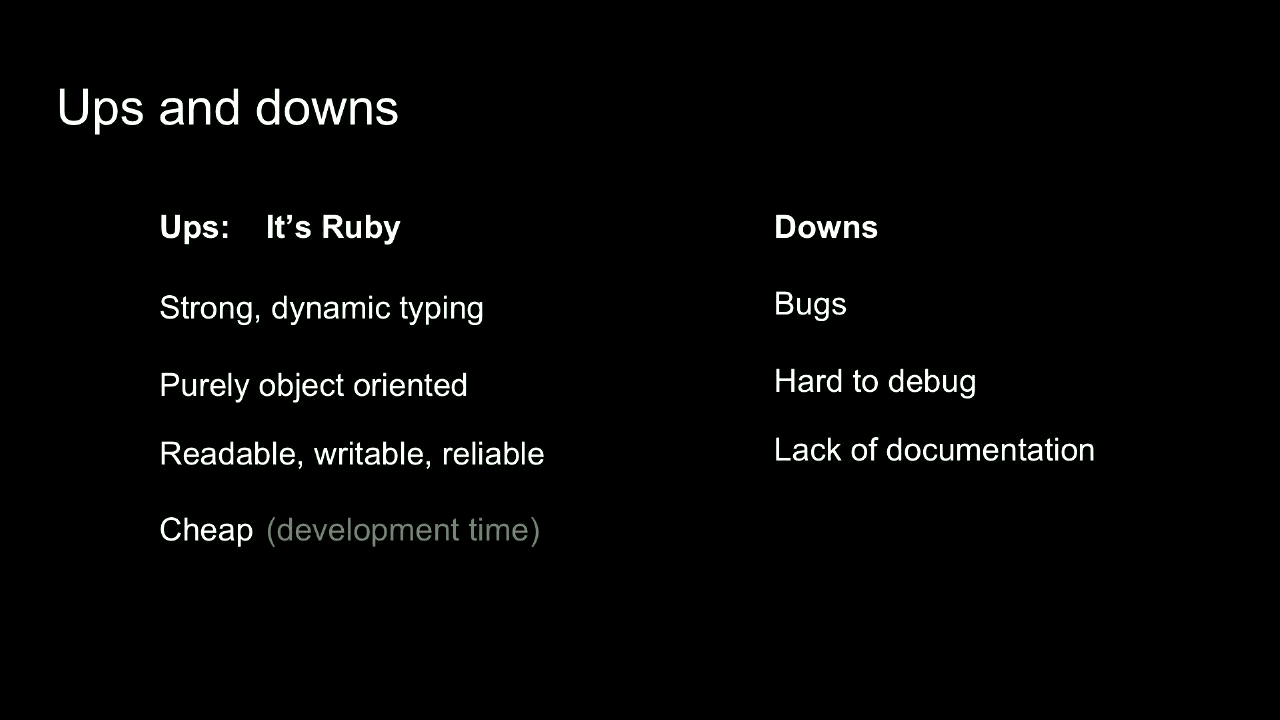 Ups and downs
Ups: It’s Ruby
Strong, dynamic typing
Purely object oriented
Readable, writable, reliable
Cheap (development time)
Downs
Bugs
Hard to debug
Lack of documentation